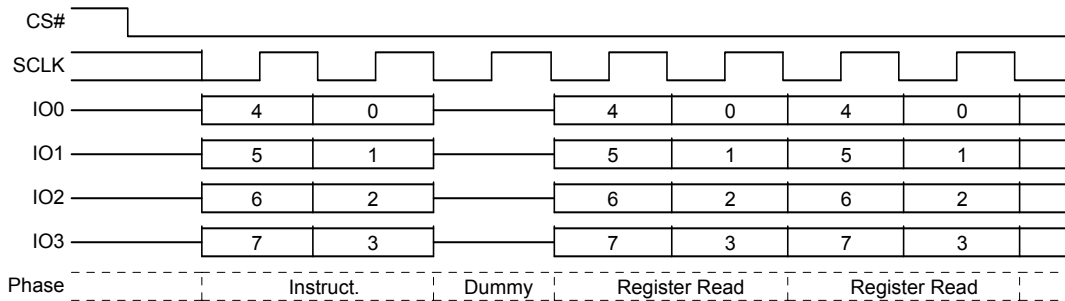 CS#
SCLK
IO0 4 0 4 0 4 0
IO1 5 1 5 1 5 1
IO2 6 2 6 2 6 2
IO3 7 3 7 3 7 3
Phase Instruct. Dummy Register Read Register Read